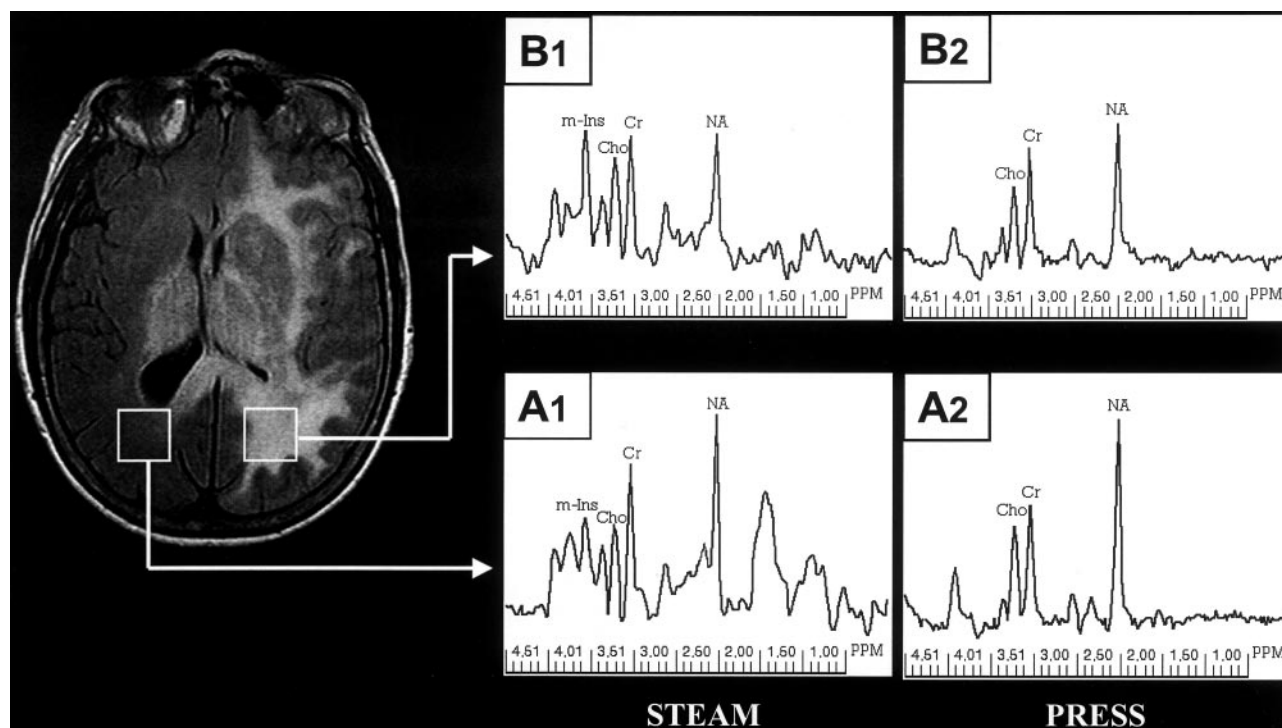 B1
m-Ins
Cho
Cr
NA
4,51 4,01 3,51 3,00 2,50 2,00 1,50 1,00 PPM
B2
Cho
Cr
NA
4,51 4,01 3,51 3,00 2,50 2,00 1,50 1,00 PPM
A1
m-Ins
Cho
Cr
NA
4,51 4,01 3,51 3,00 2,50 2,00 1,50 1,00 PPM
A2
Cho
Cr
NA
4,51 4,01 3,51 3,00 2,50 2,00 1,50 1,00 PPM
STEAM
PRESS